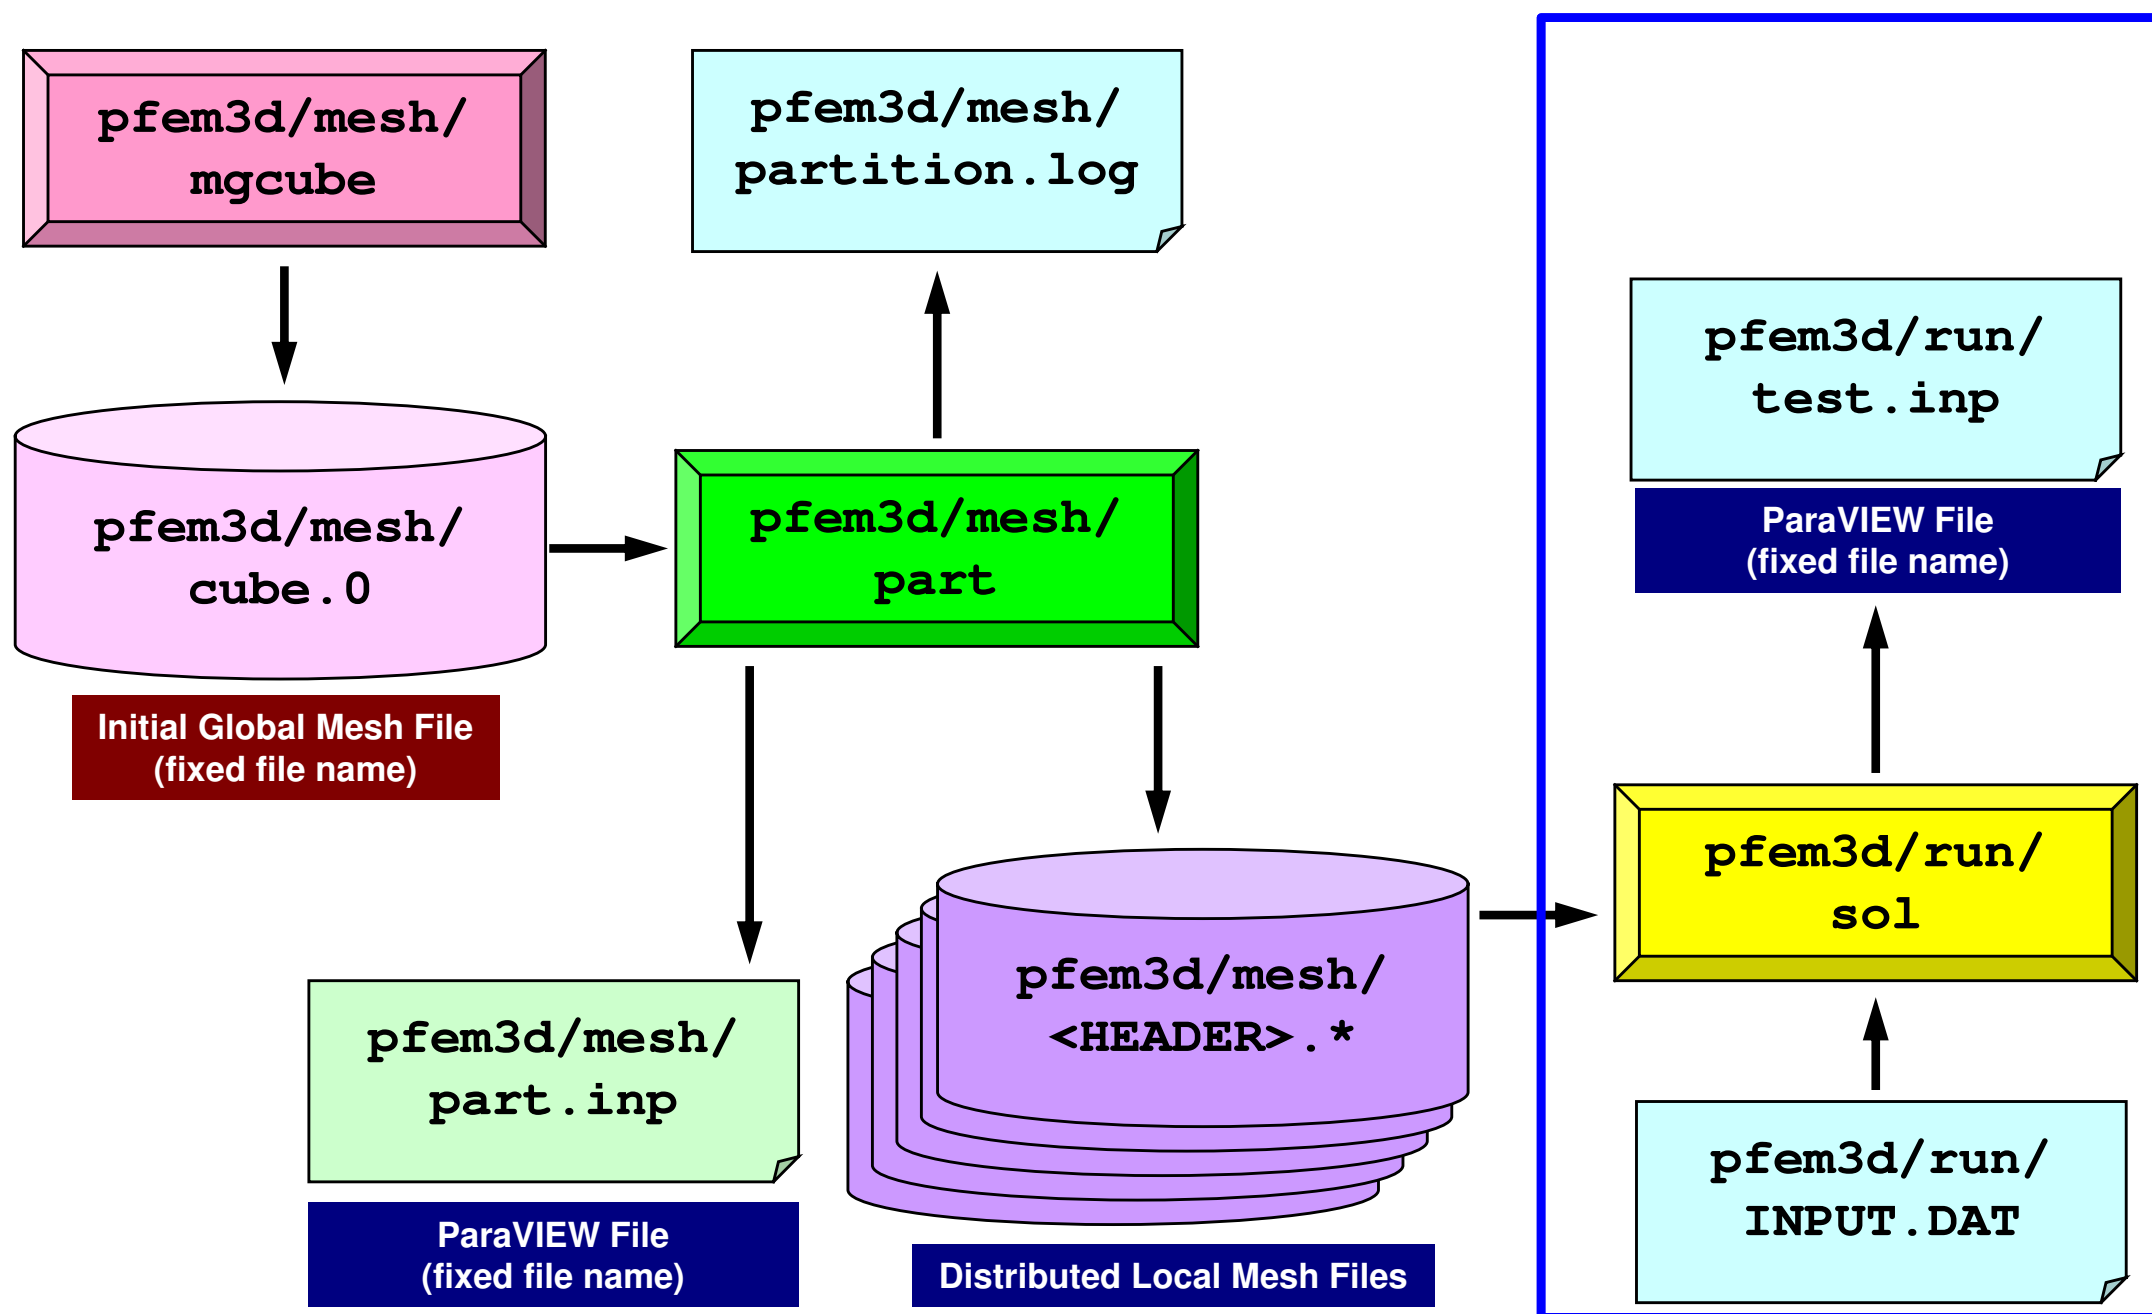 pfem3d/mesh/
mgcube
pfem3d/mesh/
partition.log
pfem3d/run/
test.inp
ParaVIEW File
(fixed file name)
pfem3d/mesh/
cube.0
Initial Global Mesh File
(fixed file name)
pfem3d/mesh/
part
pfem3d/run/
sol
pfem3d/mesh/
part.inp
ParaVIEW File
(fixed file name)
pfem3d/mesh/
<HEADER>.*
Distributed Local Mesh Files
pfem3d/run/
INPUT.DAT